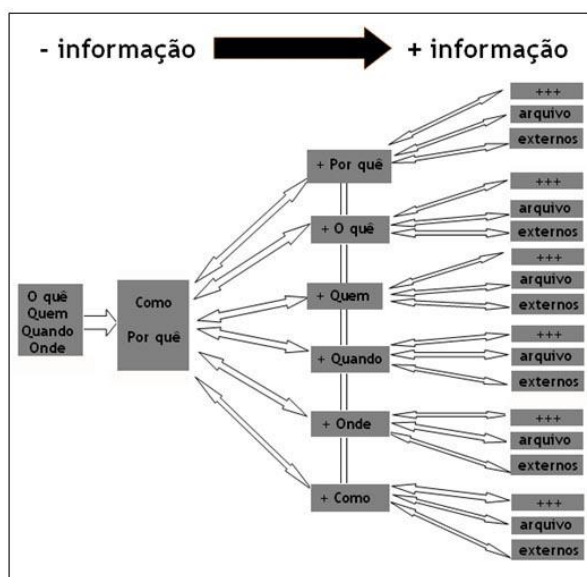 - informação
+ informação
O quê
Quem
Quando
Onde
Como
Por quê
+ Por quê
+ O quê
+ Quem
+ Quando
+ Onde
+ Como
+++
arquivo
externos
+++
arquivo
externos
+++
arquivo
externos
+++
arquivo
externos
+++
arquivo
externos
+++
arquivo
externos